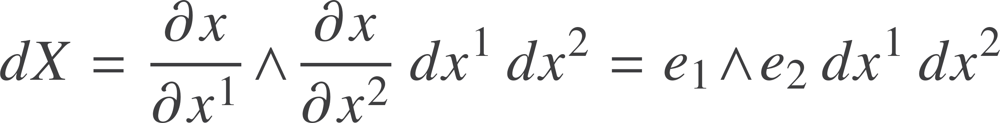 dX = ∂x/∂x¹ ∧ ∂x/∂x² dx¹ dx² = e₁ ∧ e₂ dx¹ dx²